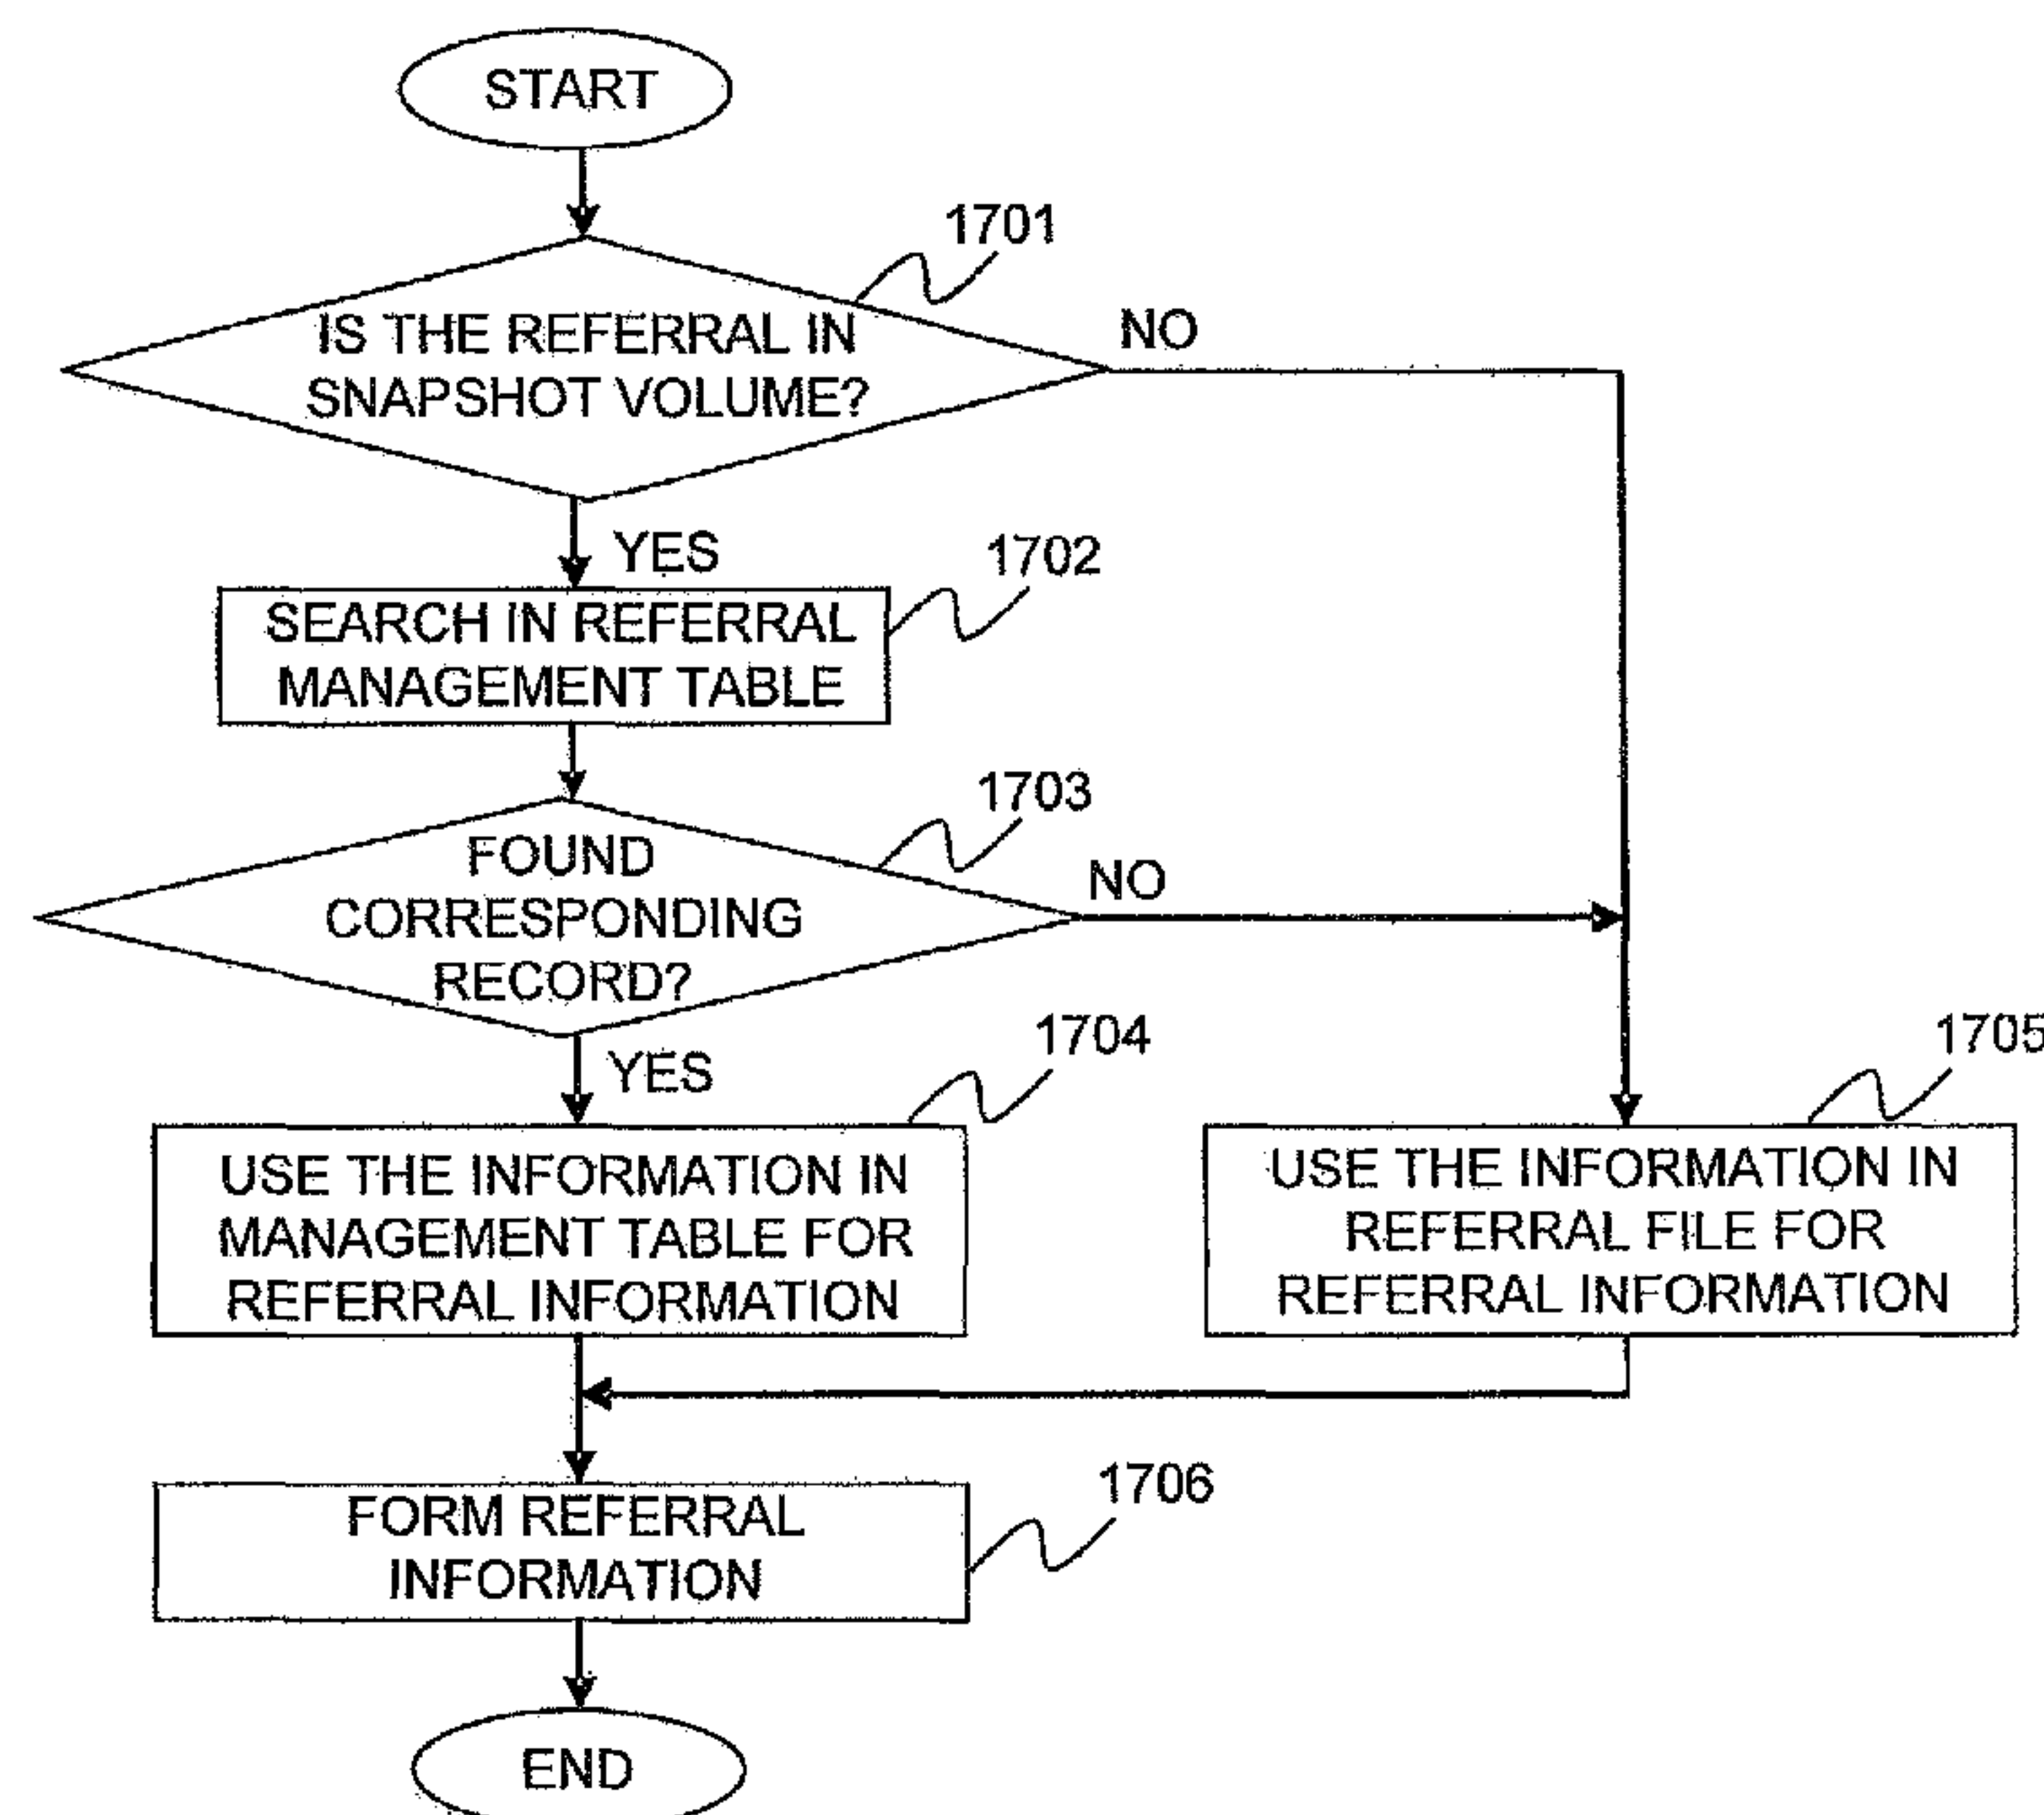 START
1701
IS THE REFERRAL IN
SNAPSHOT VOLUME?
NO
YES
1702
SEARCH IN REFERRAL
MANAGEMENT TABLE
1703
FOUND
CORRESPONDING
RECORD?
NO
YES
1704
1705
USE THE INFORMATION IN
MANAGEMENT TABLE FOR
REFERRAL INFORMATION
USE THE INFORMATION IN
REFERRAL FILE FOR
REFERRAL INFORMATION
1706
FORM REFERRAL
INFORMATION
END